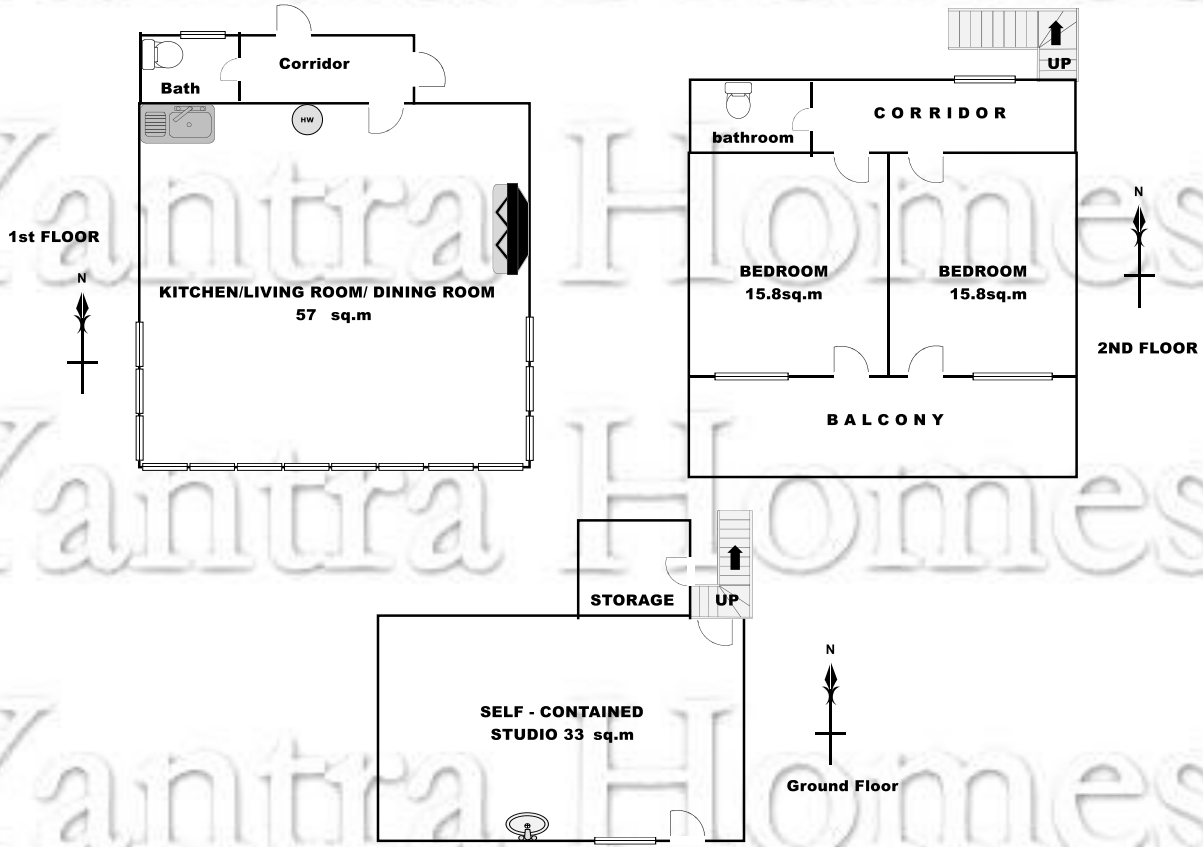 Corridor
Bath
HW
1st FLOOR
N
KITCHEN/LIVING ROOM/ DINING ROOM
57 sq.m
UP
CORRIDOR
bathroom
BEDROOM
15.8sq.m
BEDROOM
15.8sq.m
N
2ND FLOOR
BALCONY
STORAGE
UP
SELF - CONTAINED
STUDIO 33 sq.m
N
Ground Floor
Yantra Homes
Yantra Homes
Yantra Homes